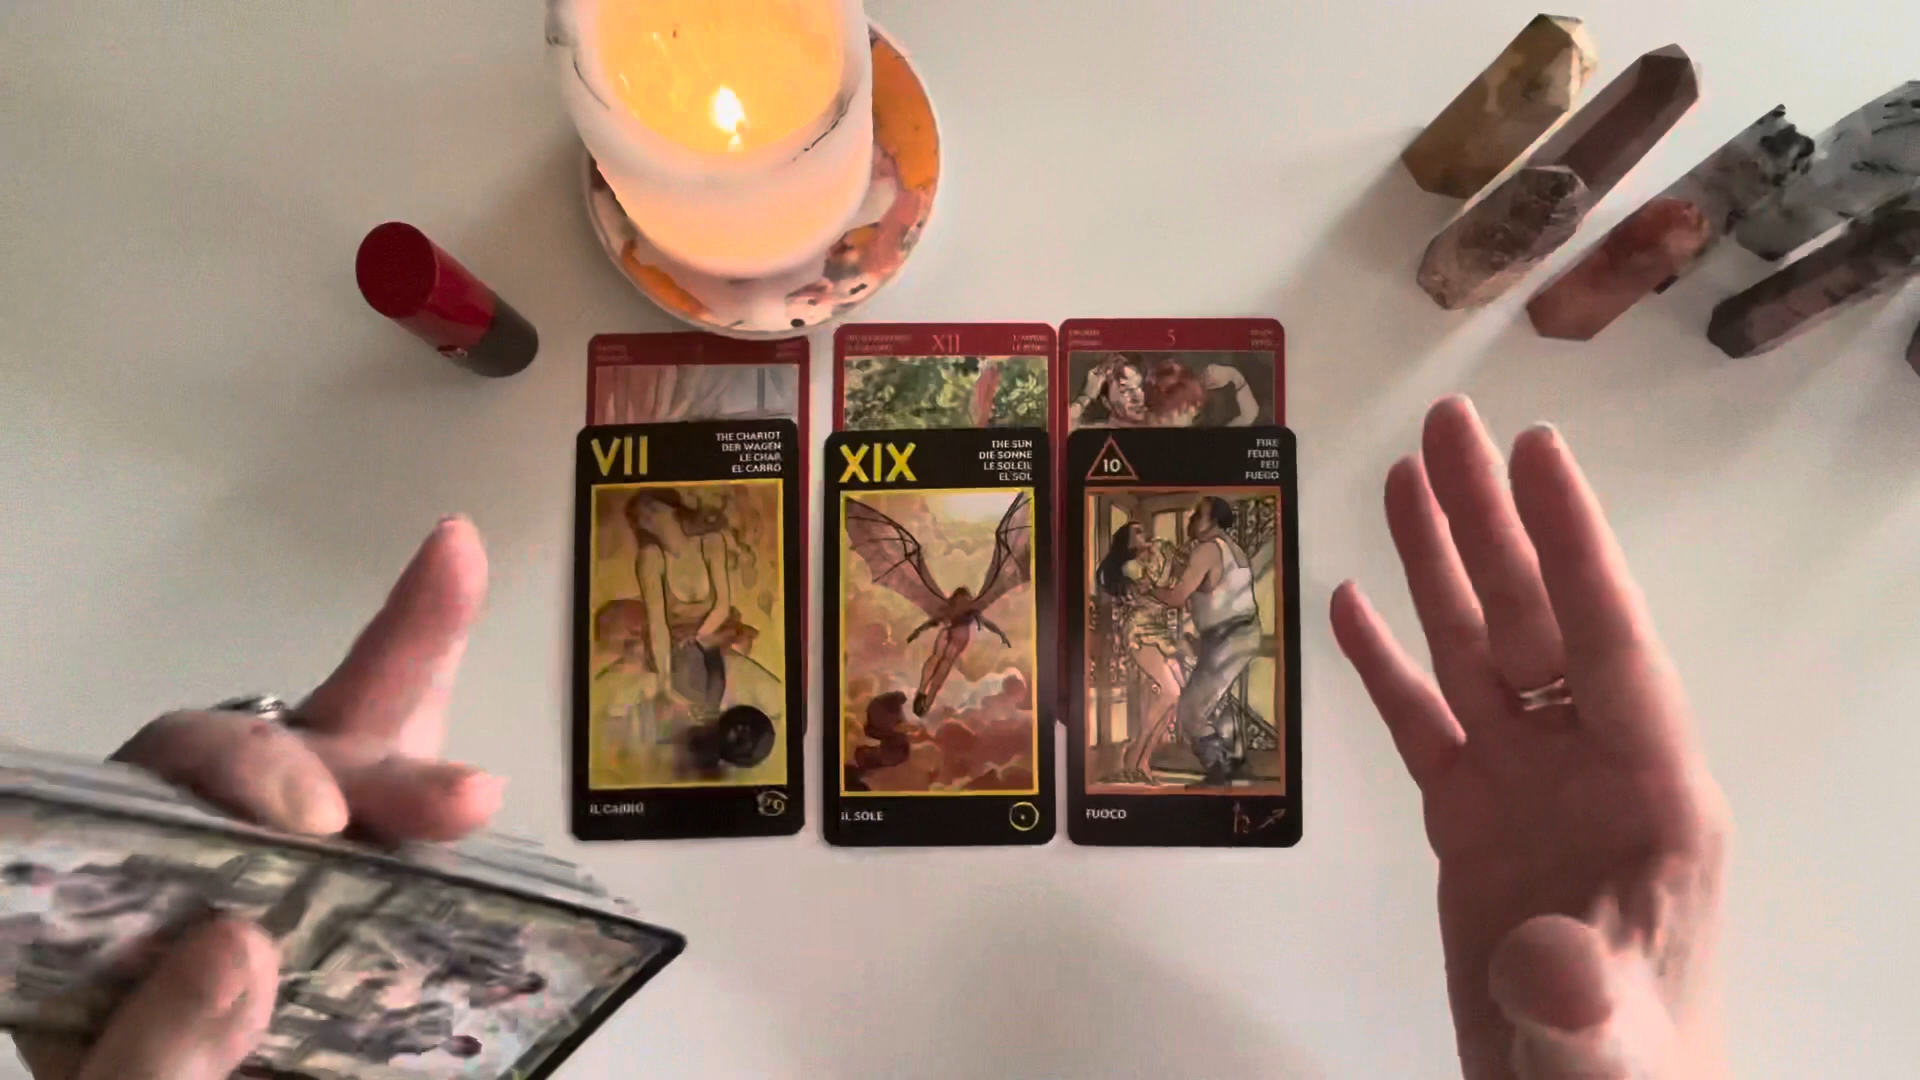 XII
5
VII
THE CHARIOT
DER WAGEN
LE CHAR
EL CARRO
XIX
THE SUN
DIE SONNE
LE SOLEIL
EL SOL
10
FIRE
FEUER
FEU
FUEGO
IL CARRO
IL SOLE
FUOCO